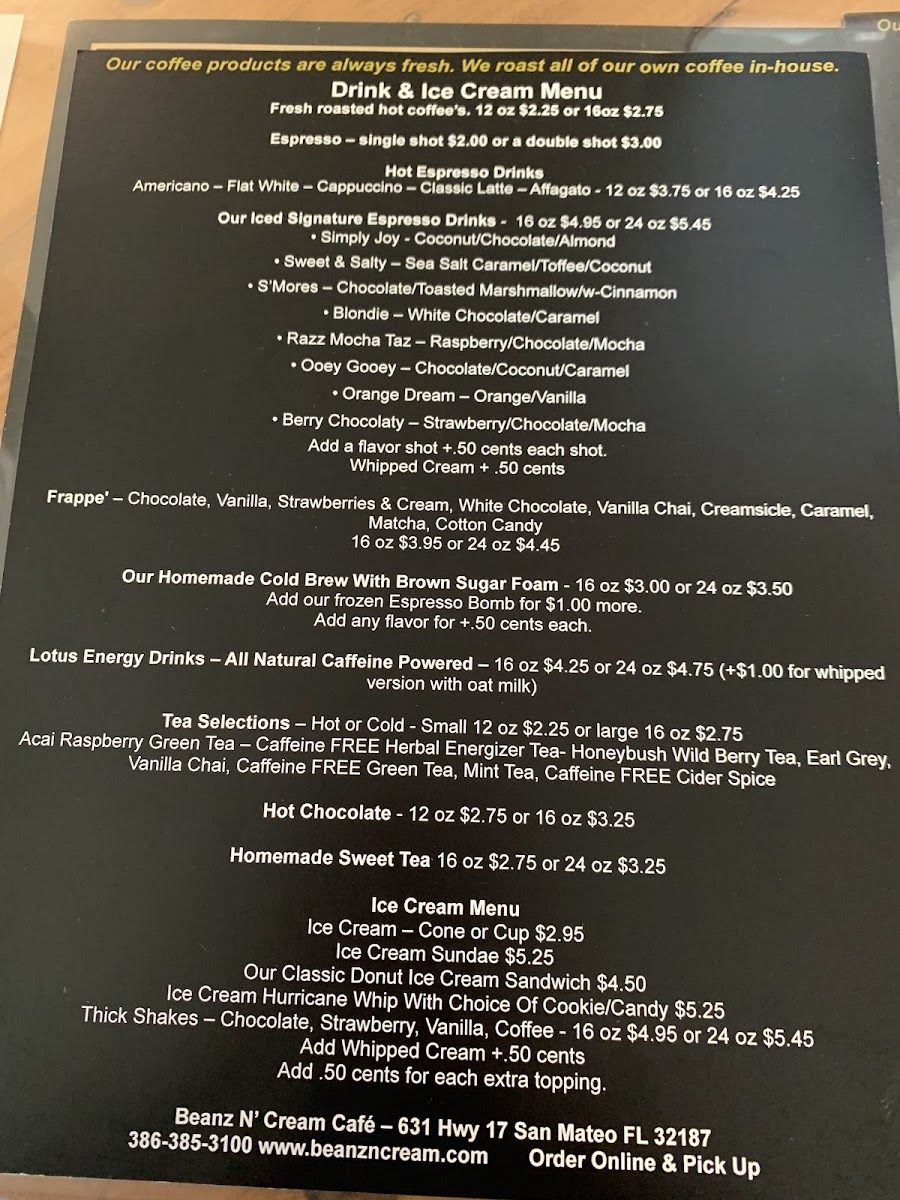 Ou
Our coffee products are always fresh. We roast all of our own coffee in-house.
Drink & Ice Cream Menu
Fresh roasted hot coffee's. 12 oz $2.25 or 16oz $2.75
Espresso – single shot $2.00 or a double shot $3.00
Hot Espresso Drinks
Americano – Flat White – Cappuccino – Classic Latte – Affagato - 12 oz $3.75 or 16 oz $4.25
Our Iced Signature Espresso Drinks - 16 oz $4.95 or 24 oz $5.45
• Simply Joy - Coconut/Chocolate/Almond
• Sweet & Salty – Sea Salt Caramel/Toffee/Coconut
• S'Mores – Chocolate/Toasted Marshmallow/w-Cinnamon
• Blondie – White Chocolate/Caramel
• Razz Mocha Taz – Raspberry/Chocolate/Mocha
• Ooey Gooey – Chocolate/Coconut/Caramel
• Orange Dream – Orange/Vanilla
• Berry Chocolaty – Strawberry/Chocolate/Mocha
Add a flavor shot +.50 cents each shot.
Whipped Cream + .50 cents
Frappe' – Chocolate, Vanilla, Strawberries & Cream, White Chocolate, Vanilla Chai, Creamsicle, Caramel,
Matcha, Cotton Candy
16 oz $3.95 or 24 oz $4.45
Our Homemade Cold Brew With Brown Sugar Foam - 16 oz $3.00 or 24 oz $3.50
Add our frozen Espresso Bomb for $1.00 more.
Add any flavor for +.50 cents each.
Lotus Energy Drinks – All Natural Caffeine Powered – 16 oz $4.25 or 24 oz $4.75 (+$1.00 for whipped
version with oat milk)
Tea Selections – Hot or Cold - Small 12 oz $2.25 or large 16 oz $2.75
Acai Raspberry Green Tea – Caffeine FREE Herbal Energizer Tea- Honeybush Wild Berry Tea, Earl Grey,
Vanilla Chai, Caffeine FREE Green Tea, Mint Tea, Caffeine FREE Cider Spice
Hot Chocolate - 12 oz $2.75 or 16 oz $3.25
Homemade Sweet Tea 16 oz $2.75 or 24 oz $3.25
Ice Cream Menu
Ice Cream – Cone or Cup $2.95
Ice Cream Sundae $5.25
Our Classic Donut Ice Cream Sandwich $4.50
Ice Cream Hurricane Whip With Choice Of Cookie/Candy $5.25
Thick Shakes – Chocolate, Strawberry, Vanilla, Coffee - 16 oz $4.95 or 24 oz $5.45
Add Whipped Cream +.50 cents
Add .50 cents for each extra topping.
Beanz N' Cream Café – 631 Hwy 17 San Mateo FL 32187
386-385-3100 www.beanzncream.com Order Online & Pick Up